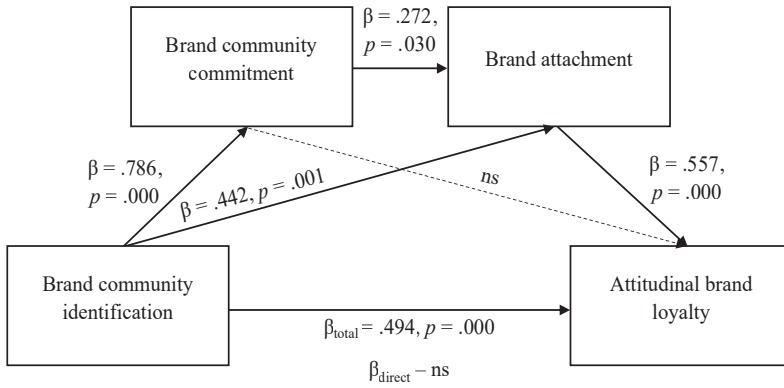 Brand community
commitment
β = .272,
p = .030
Brand attachment
β = .786,
p = .000
β = .442, p = .001
ns
β = .557,
p = .000
Brand community
identification
Attitudinal brand
loyalty
βtotal = .494, p = .000
βdirect – ns